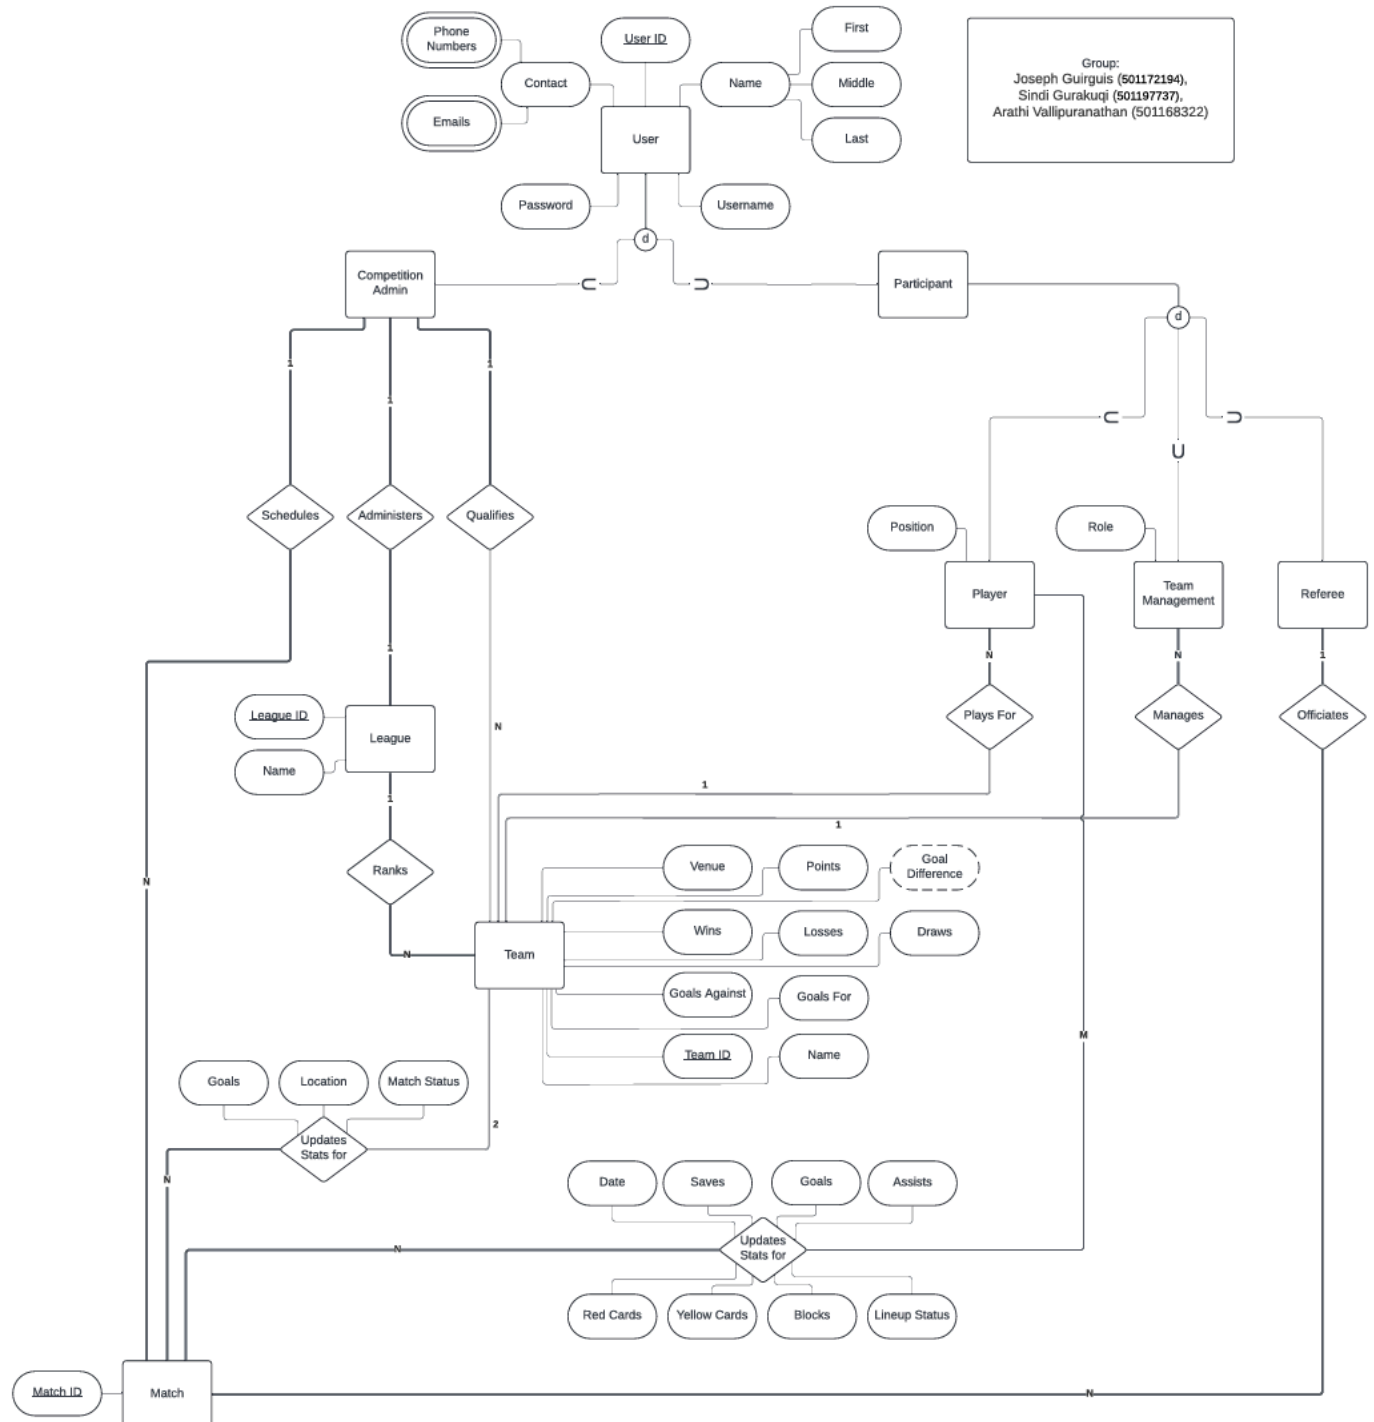 Phone
Numbers
User ID
First
Contact
Name
Middle
Emails
Last
User
Password
Username
Group:
Joseph Guirguis (501172194),
Sindi Gurakuqi (501197737),
Arathi Vallipuranathan (501168322)
d
Competition
Admin
Participant
d
1
1
1
Schedules
Administers
Qualifies
Position
Role
Player
Team
Management
Referee
1
N
N
1
Plays For
Manages
Officiates
League ID
League
Name
N
1
1
1
Ranks
N
Venue
Points
Goal
Difference
Wins
Losses
Draws
Team
N
Goals Against
Goals For
Team ID
Name
M
Goals
Location
Match Status
2
Updates
Stats for
N
Date
Saves
Goals
Assists
Updates
Stats for
N
Red Cards
Yellow Cards
Blocks
Lineup Status
Match ID
Match
N